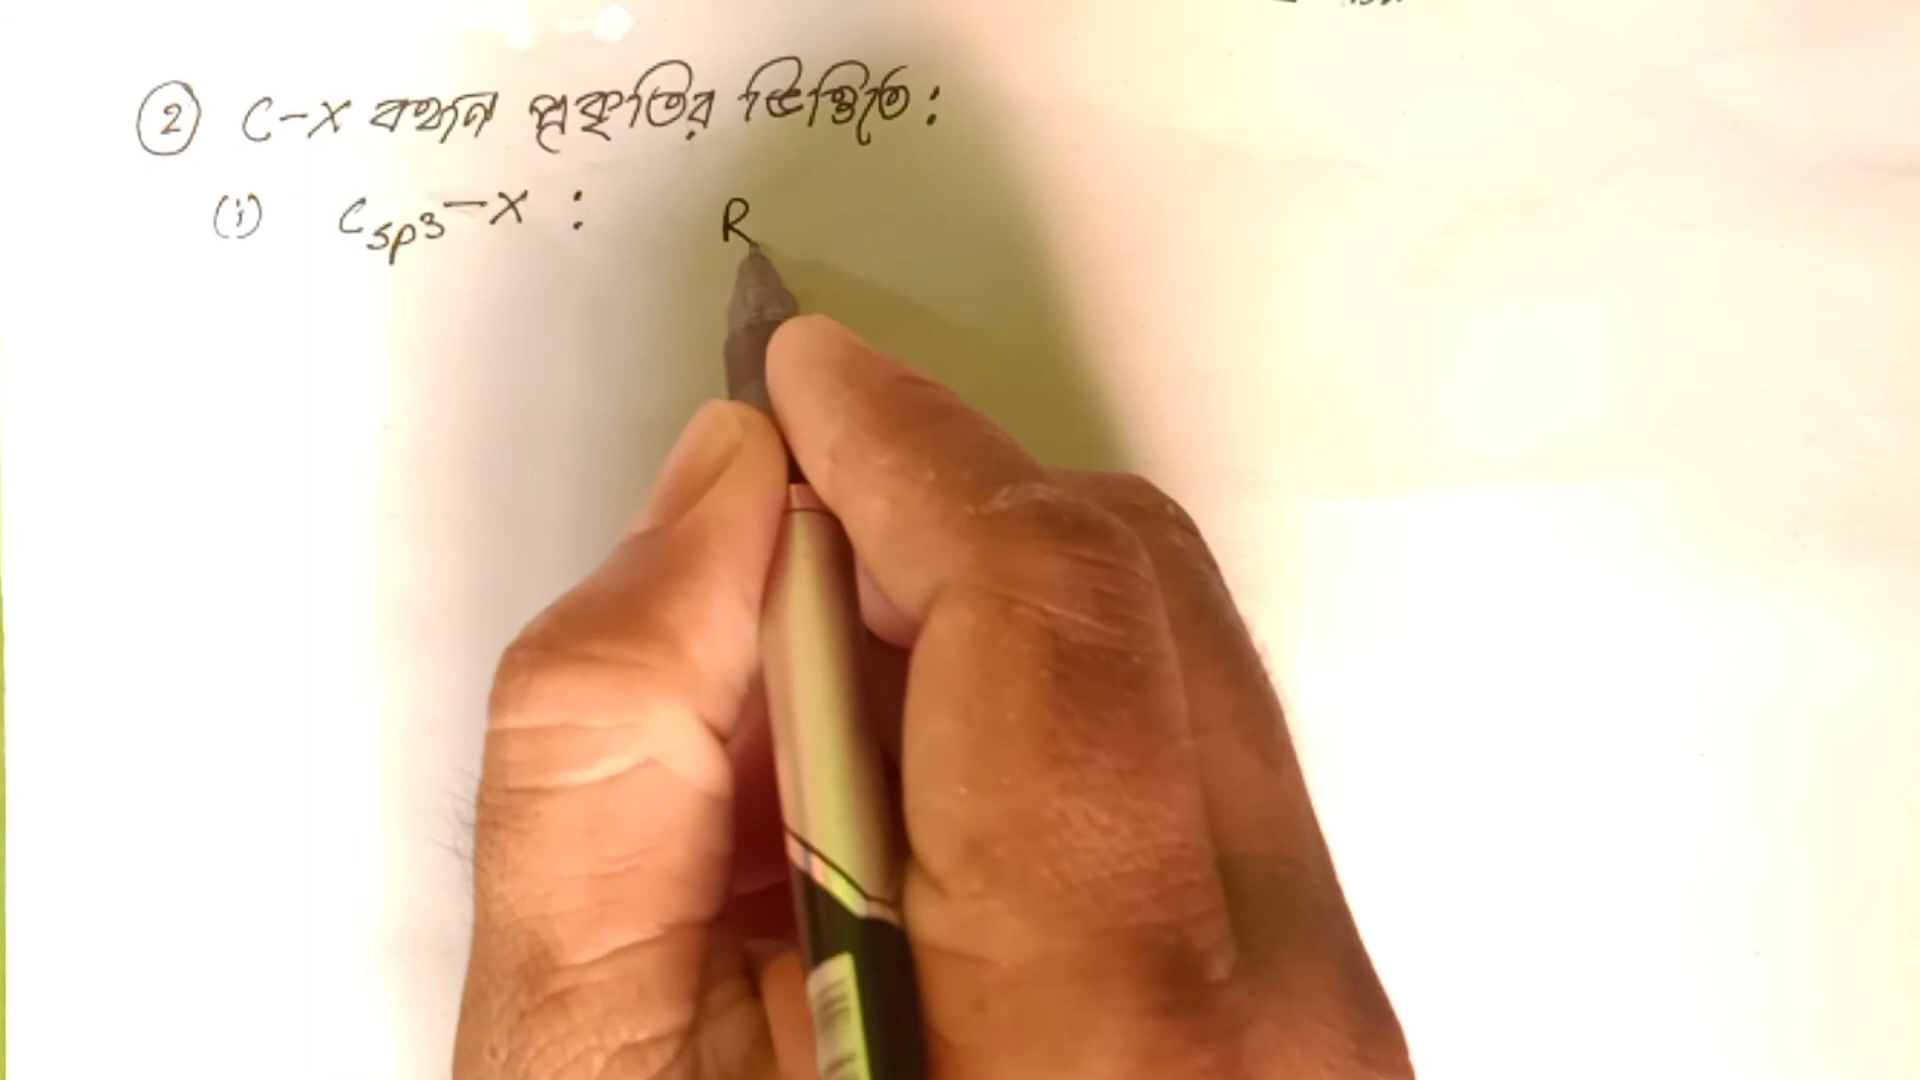 ② C-X বন্ধন প্রকৃতির ভিত্তিতে:
(i) Csp3-X : R